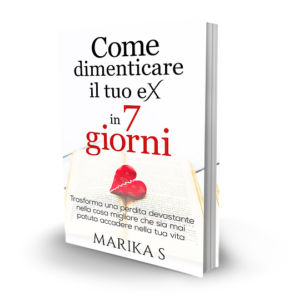 Come
dimenticare
il tuo eX
in 7
giorni
Trasforma una perdita devastante
nella cosa migliore che sia mai
potuto accadere nella tua vita
MARIKA S